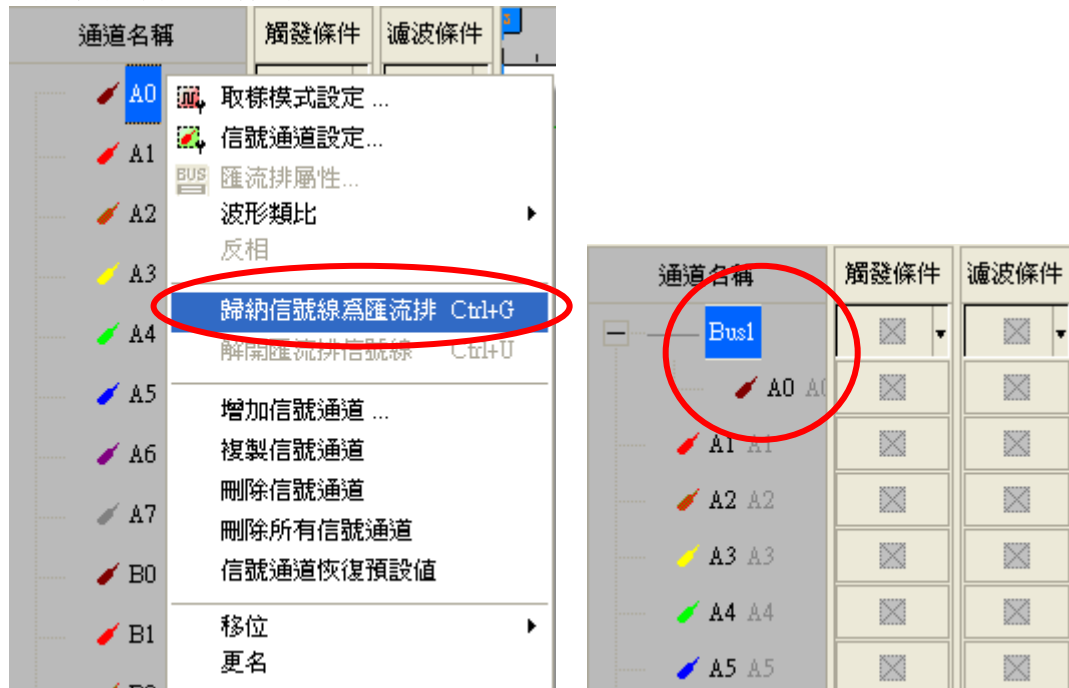 通道名稱 觸發條件 濾波條件
A0
A1
A2
A3
A4
A5
A6
A7
B0
B1
取樣模式設定 ...
信號通道設定...
BUS 匯流排屬性...
波形類比
反相
歸納信號線為匯流排 Ctrl+G
解開匯流排信號線 Ctrl+U
增加信號通道 ...
複製信號通道
刪除信號通道
刪除所有信號通道
信號通道恢復預設值
移位
更名
通道名稱 觸發條件 濾波條件
Bus1
A0 A0
A1 A1
A2 A2
A3 A3
A4 A4
A5 A5